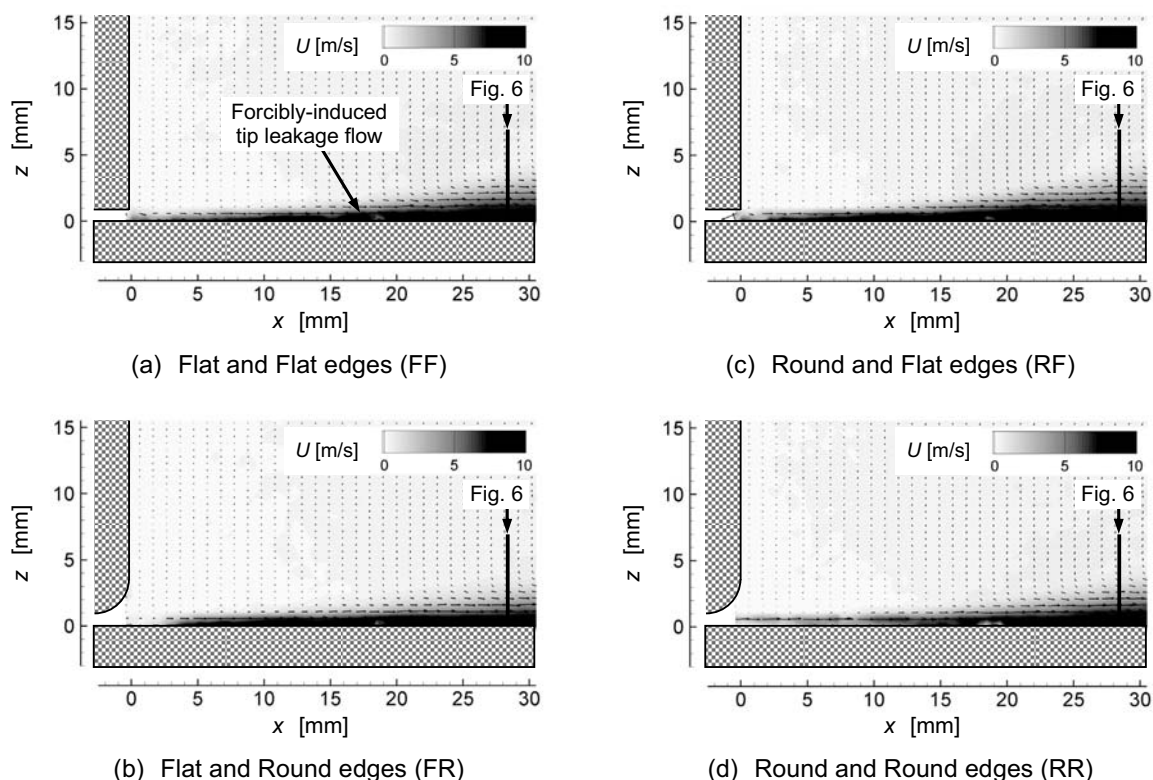 15
10
5
0
z [mm]
U [m/s]
0 5 10
Fig. 6
Forcibly-induced
tip leakage flow
0 5 10 15 20 25 30
x [mm]
(a) Flat and Flat edges (FF)
15
10
5
0
z [mm]
U [m/s]
0 5 10
Fig. 6
0 5 10 15 20 25 30
x [mm]
(c) Round and Flat edges (RF)
15
10
5
0
z [mm]
U [m/s]
0 5 10
Fig. 6
0 5 10 15 20 25 30
x [mm]
(b) Flat and Round edges (FR)
15
10
5
0
z [mm]
U [m/s]
0 5 10
Fig. 6
0 5 10 15 20 25 30
x [mm]
(d) Round and Round edges (RR)